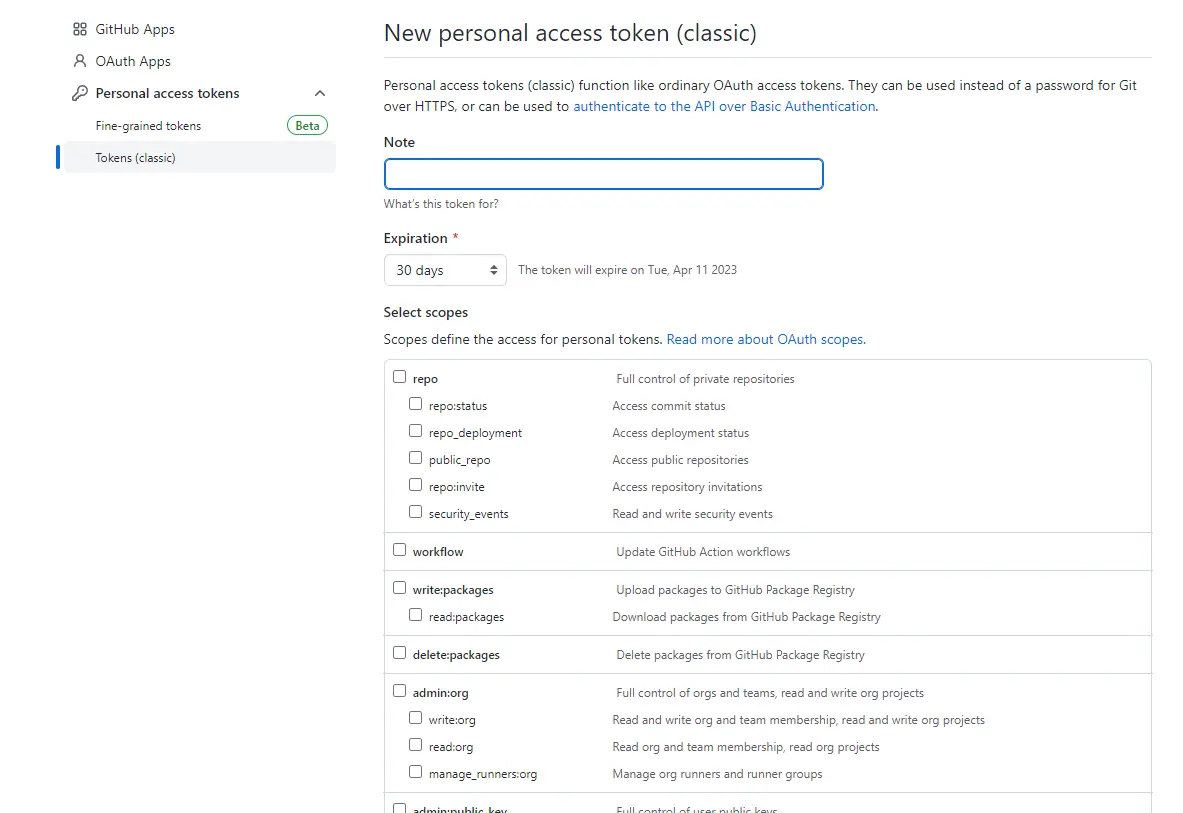 GitHub Apps
OAuth Apps
Personal access tokens
Fine-grained tokens Beta
Tokens (classic)
New personal access token (classic)
Personal access tokens (classic) function like ordinary OAuth access tokens. They can be used instead of a password for Git
over HTTPS, or can be used to authenticate to the API over Basic Authentication.
Note
What's this token for?
Expiration *
30 days The token will expire on Tue, Apr 11 2023
Select scopes
Scopes define the access for personal tokens. Read more about OAuth scopes.
repo Full control of private repositories
repo:status Access commit status
repo_deployment Access deployment status
public_repo Access public repositories
repo:invite Access repository invitations
security_events Read and write security events
workflow Update GitHub Action workflows
write:packages Upload packages to GitHub Package Registry
read:packages Download packages from GitHub Package Registry
delete:packages Delete packages from GitHub Package Registry
admin:org Full control of orgs and teams, read and write org projects
write:org Read and write org and team membership, read and write org projects
read:org Read org and team membership, read org projects
manage_runners:org Manage org runners and runner groups
admin:public_key Full control of user public keys